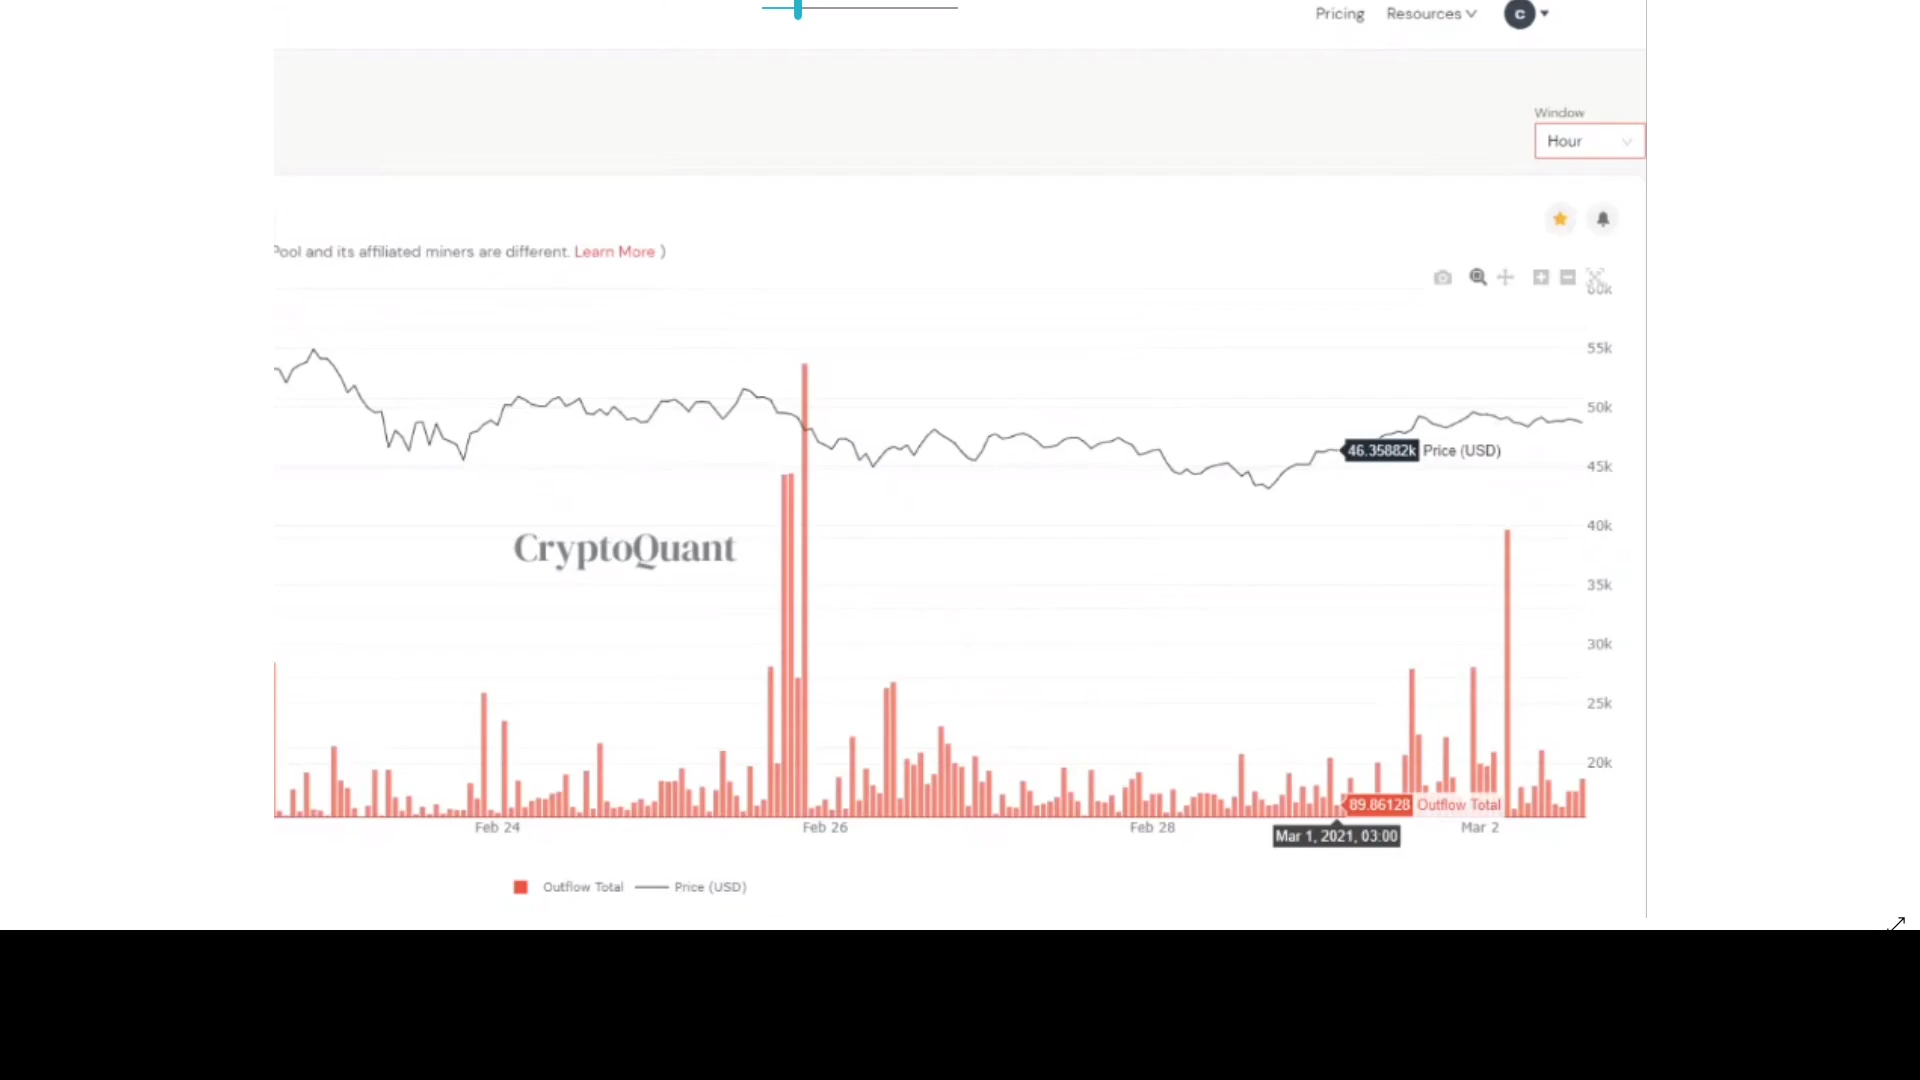 Pricing Resources C
Window
Hour
Pool and its affiliated miners are different. Learn More )
60k
55k
50k
46.35882k Price (USD)
45k
CryptoQuant
40k
35k
30k
25k
20k
89.86128 Outflow Total
Feb 24 Feb 26 Feb 28 Mar 2
Mar 1, 2021, 03:00
Outflow Total Price (USD)